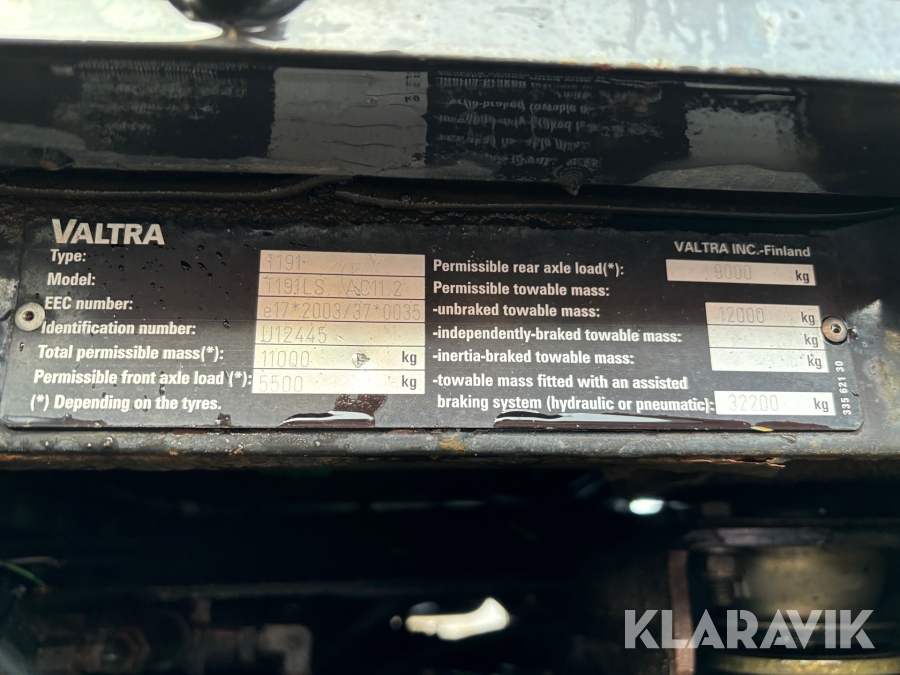 VALTRA
VALTRA INC.-Finland
Type: T191
Model: T191LS AC11.2
EEC number: e17*2003/37*0035
Identification number: U12445
Total permissible mass(*): 11000 kg
Permissible front axle load (*): 5500 kg
(*) Depending on the tyres.
Permissible rear axle load(*): 9000 kg
Permissible towable mass:
-unbraked towable mass: 12000 kg
-independently-braked towable mass: kg
-inertia-braked towable mass: kg
-towable mass fitted with an assisted
braking system (hydraulic or pneumatic): 32200 kg
335 621 30
KLARAVIK